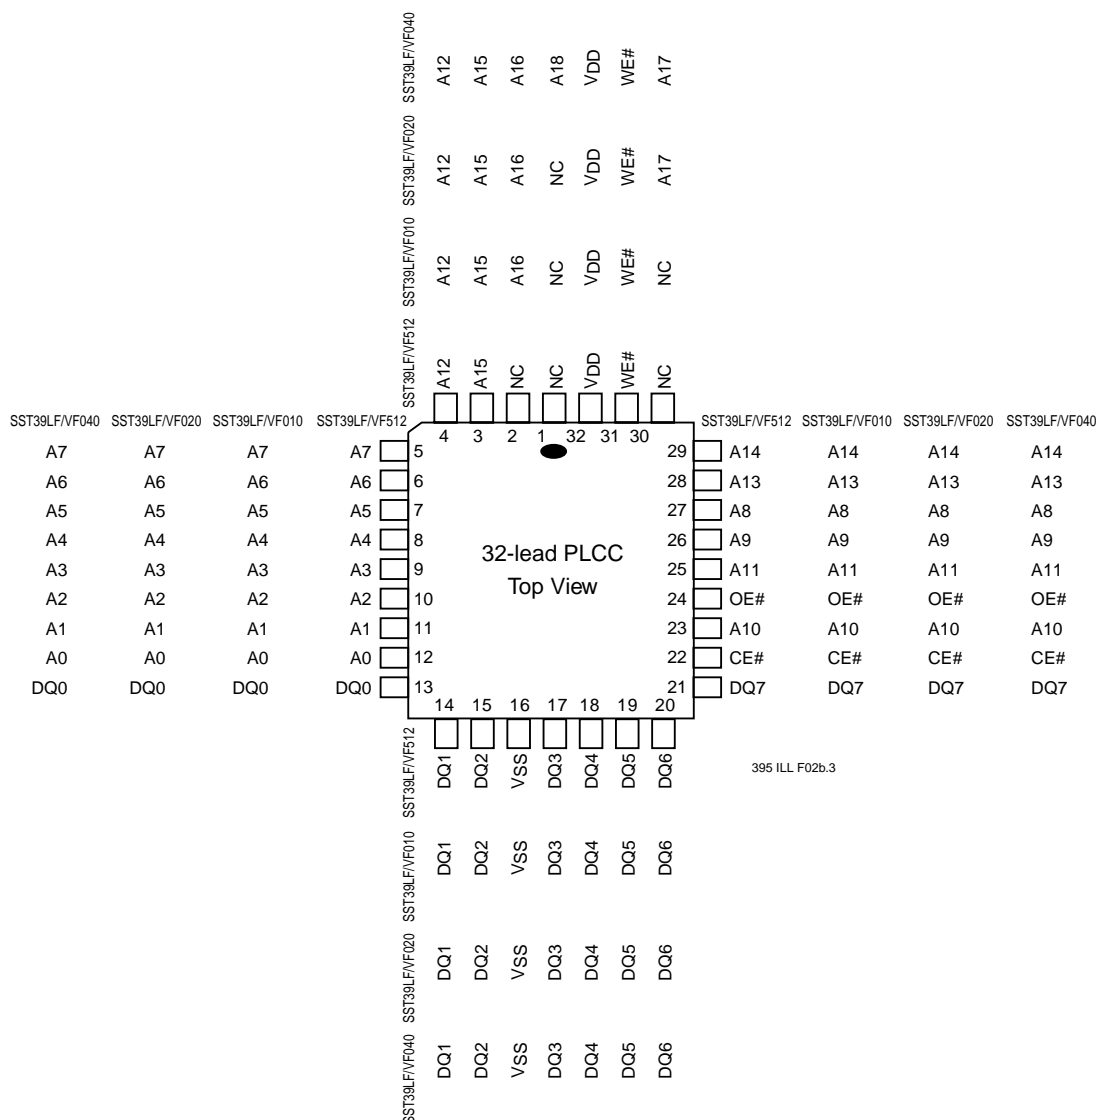 SST39LF/VF040 A12 A15 A16 A18 VDD WE# A17
SST39LF/VF020 A12 A15 A16 NC VDD WE# A17
SST39LF/VF010 A12 A15 A16 NC VDD WE# NC
SST39LF/VF512 A12 A15 NC NC VDD WE# NC
SST39LF/VF040 SST39LF/VF020 SST39LF/VF010 SST39LF/VF512 4 3 2 1 32 31 30 SST39LF/VF512 SST39LF/VF010 SST39LF/VF020 SST39LF/VF040
A7 A7 A7 A7 5 29 A14 A14 A14 A14
A6 A6 A6 A6 6 28 A13 A13 A13 A13
A5 A5 A5 A5 7 27 A8 A8 A8 A8
A4 A4 A4 A4 8 26 A9 A9 A9 A9
32-lead PLCC
A3 A3 A3 A3 9 25 A11 A11 A11 A11
Top View
A2 A2 A2 A2 10 24 OE# OE# OE# OE#
A1 A1 A1 A1 11 23 A10 A10 A10 A10
A0 A0 A0 A0 12 22 CE# CE# CE# CE#
DQ0 DQ0 DQ0 DQ0 13 21 DQ7 DQ7 DQ7 DQ7
14 15 16 17 18 19 20
SST39LF/VF512 DQ1 DQ2 VSS DQ3 DQ4 DQ5 DQ6
395 ILL F02b.3
SST39LF/VF010 DQ1 DQ2 VSS DQ3 DQ4 DQ5 DQ6
SST39LF/VF020 DQ1 DQ2 VSS DQ3 DQ4 DQ5 DQ6
SST39LF/VF040 DQ1 DQ2 VSS DQ3 DQ4 DQ5 DQ6